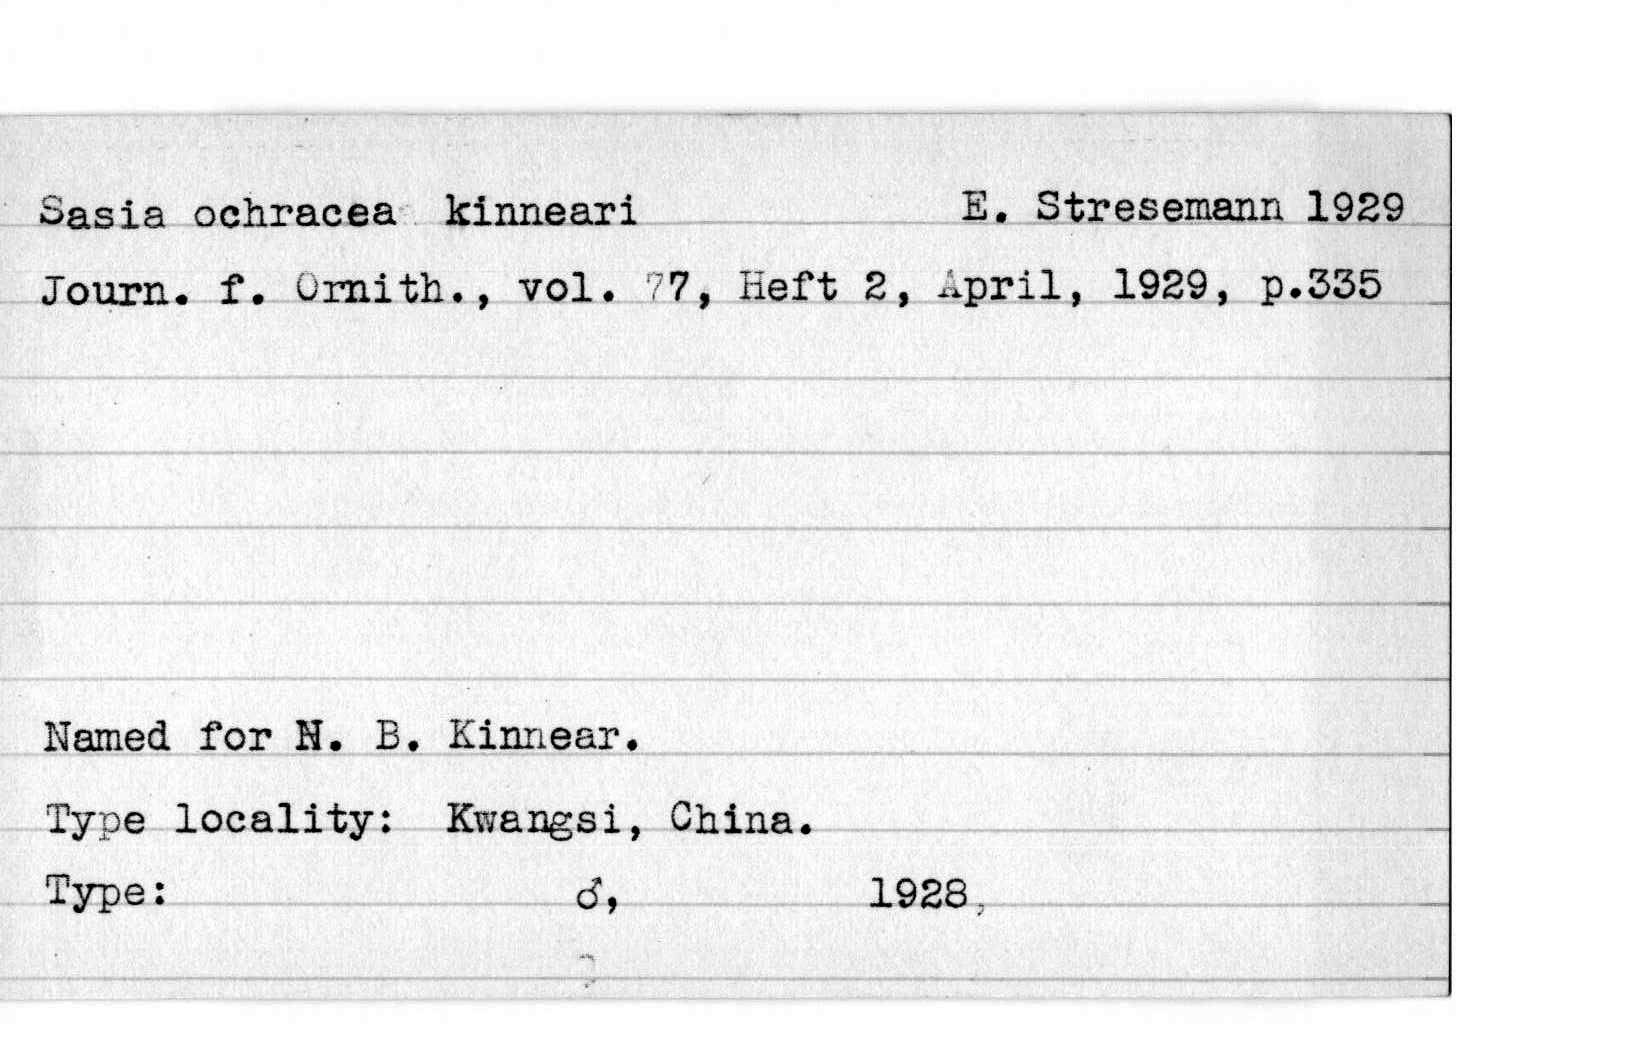 Sasia ochracea kinneari E. Stresemann 1929
Journ. f. Ornith., vol. 77, Heft 2, April, 1929, p.335
Named for N. B. Kinnear.
Type locality: Kwangsi, China.
Type: ♂, 1928,